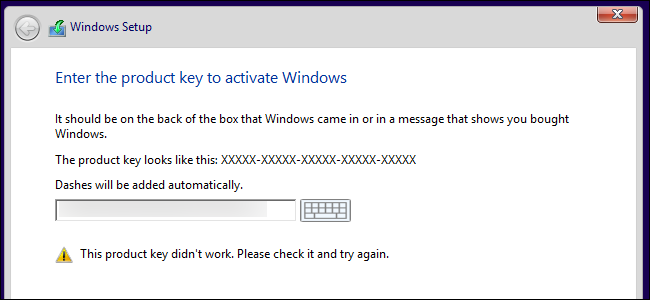 Windows Setup
Enter the product key to activate Windows
It should be on the back of the box that Windows came in or in a message that shows you bought
Windows.
The product key looks like this: XXXXX-XXXXX-XXXXX-XXXXX-XXXXX
Dashes will be added automatically.
This product key didn't work. Please check it and try again.